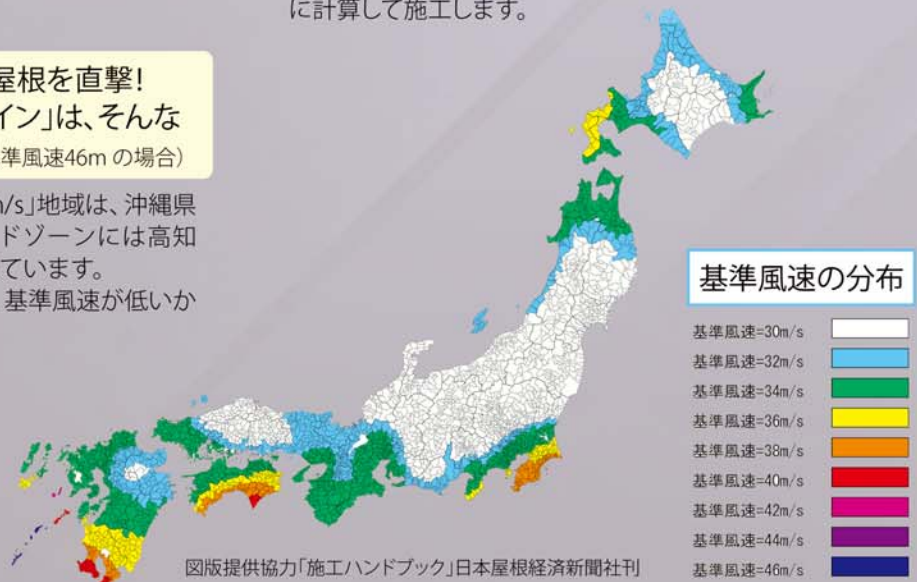 に計算して施工します。
屋根を直撃!
イン」は、そんな
準風速46m の場合）
m/s」地域は、沖縄県
ドゾーンには高知
ています。
基準風速が低いか
基準風速の分布
基準風速=30m/s
基準風速=32m/s
基準風速=34m/s
基準風速=36m/s
基準風速=38m/s
基準風速=40m/s
基準風速=42m/s
基準風速=44m/s
基準風速=46m/s
図版提供協力「施工ハンドブック」日本屋根経済新聞社刊